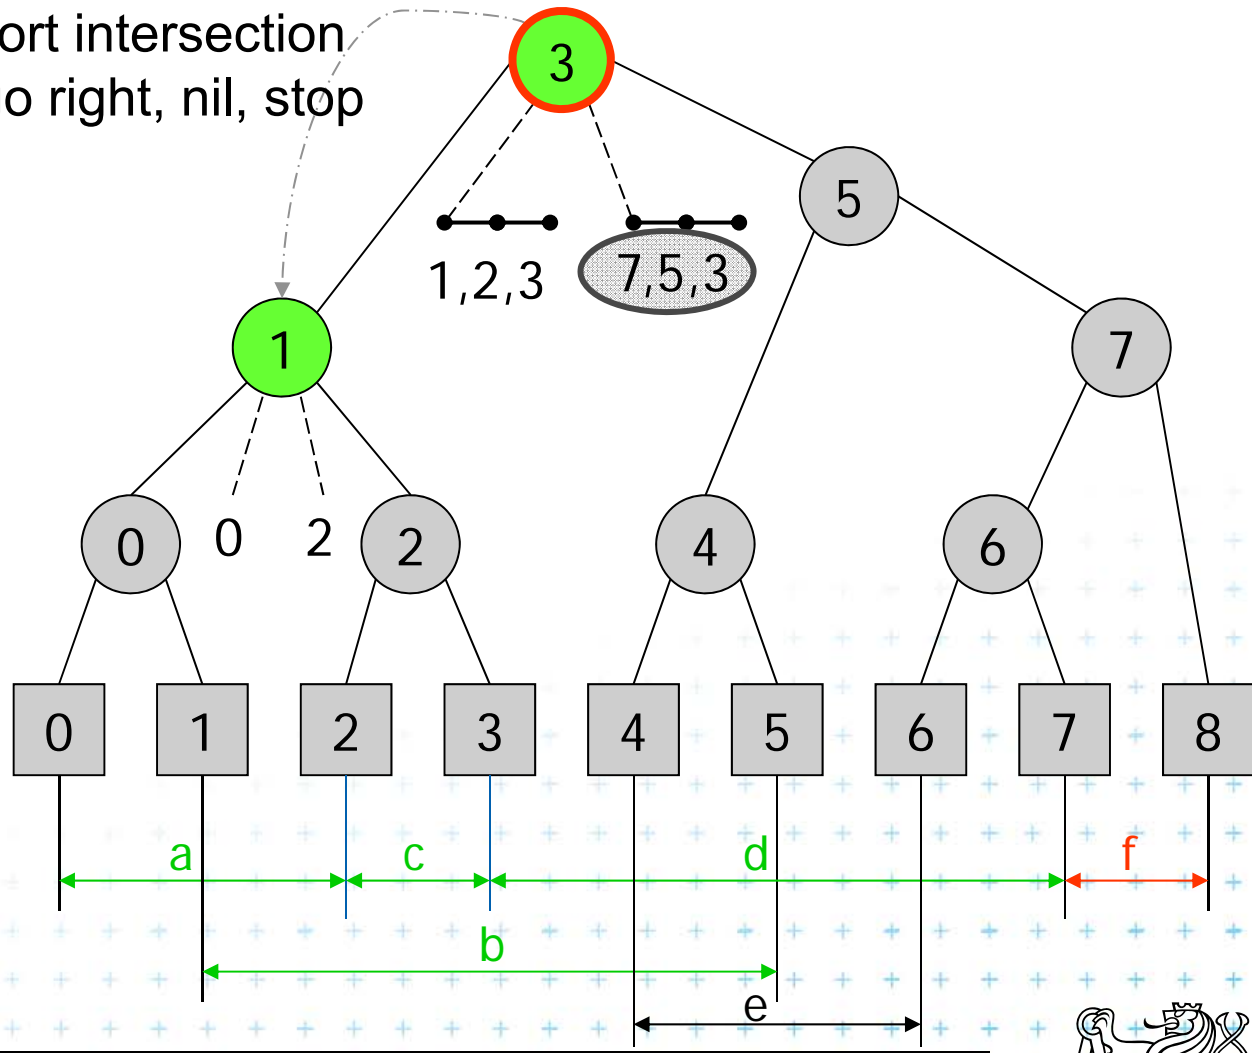 ort intersection
o right, nil, stop
3
5
1,2,3 7,5,3
1 7
0 0 2 2 4 6
0 1 2 3 4 5 6 7 8
a c d f
b
e